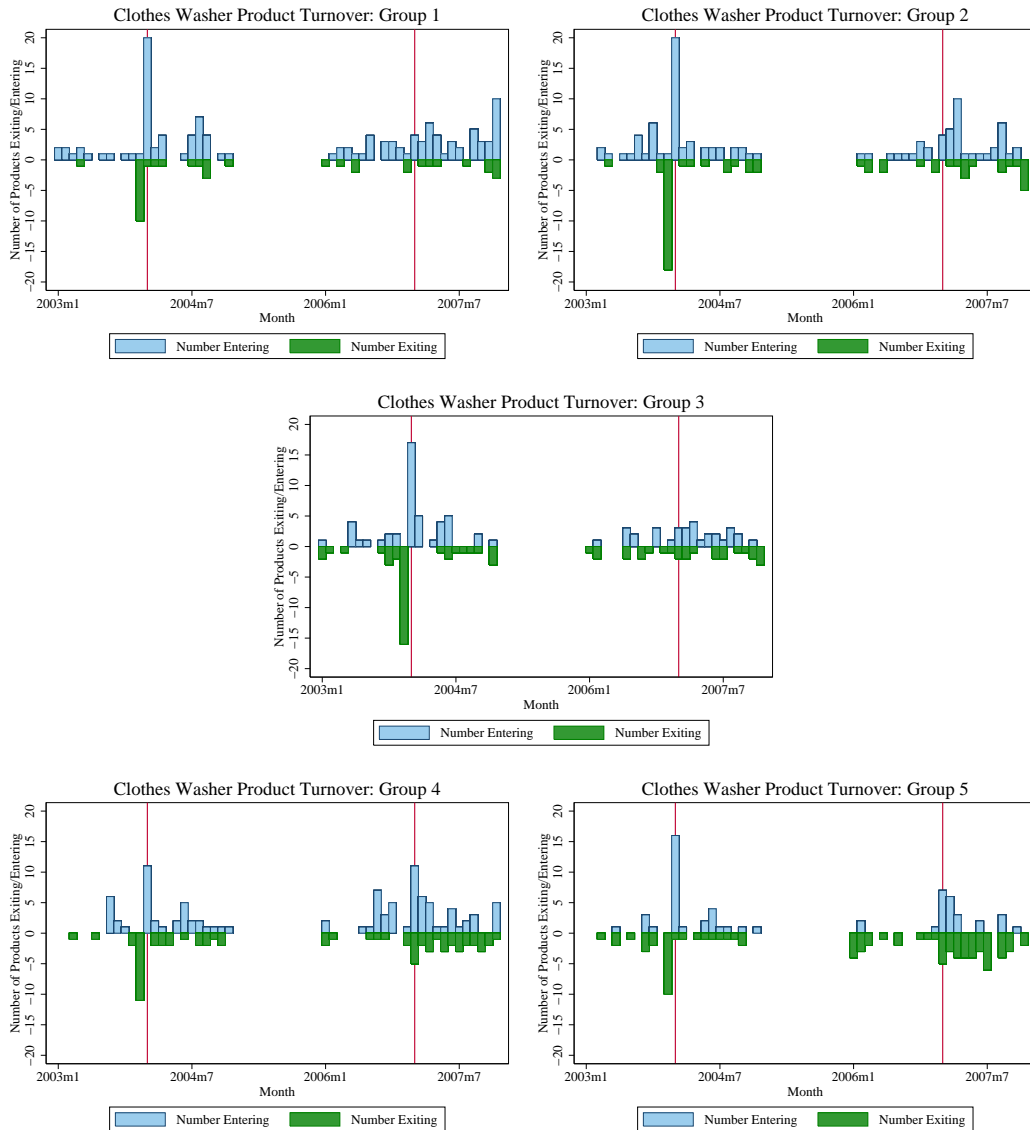 Clothes Washer Product Turnover: Group 1
Number of Products Exiting/Entering
20
15
10
5
0
−5
−10
−15
−20
2003m1 2004m7 2006m1 2007m7
Month
Number Entering Number Exiting
Clothes Washer Product Turnover: Group 2
Number of Products Exiting/Entering
20
15
10
5
0
−5
−10
−15
−20
2003m1 2004m7 2006m1 2007m7
Month
Number Entering Number Exiting
Clothes Washer Product Turnover: Group 3
Number of Products Exiting/Entering
20
15
10
5
0
−5
−10
−15
−20
2003m1 2004m7 2006m1 2007m7
Month
Number Entering Number Exiting
Clothes Washer Product Turnover: Group 4
Number of Products Exiting/Entering
20
15
10
5
0
−5
−10
−15
−20
2003m1 2004m7 2006m1 2007m7
Month
Number Entering Number Exiting
Clothes Washer Product Turnover: Group 5
Number of Products Exiting/Entering
20
15
10
5
0
−5
−10
−15
−20
2003m1 2004m7 2006m1 2007m7
Month
Number Entering Number Exiting